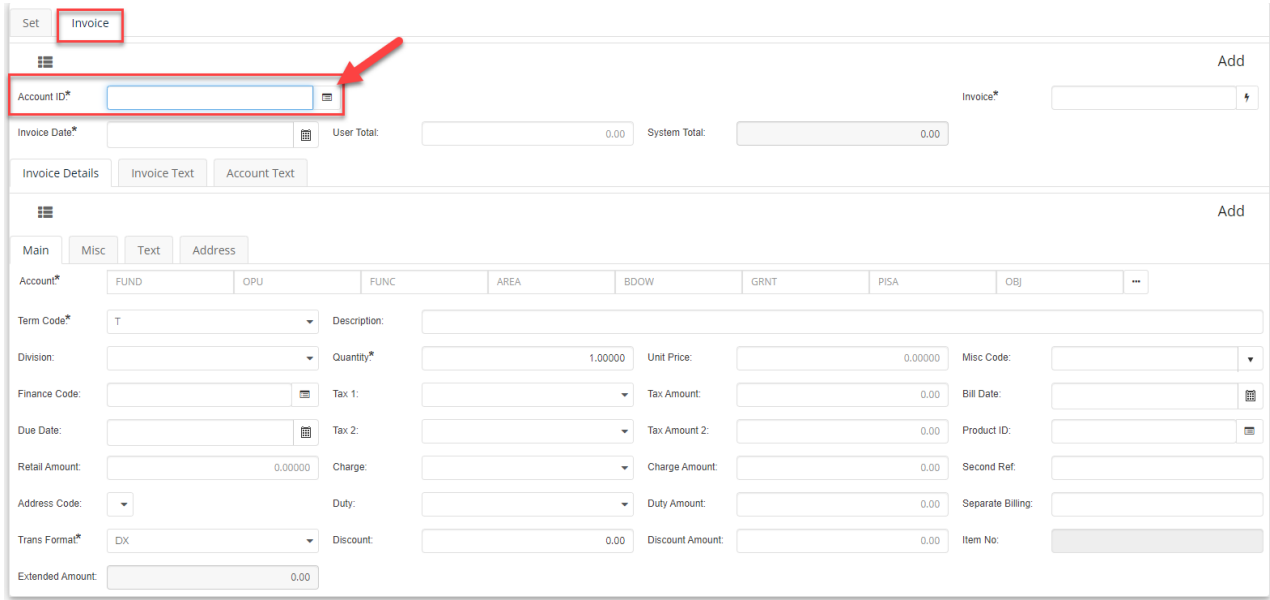 Set Invoice
Add
Account ID:* Invoice:*
Invoice Date:* User Total: 0.00 System Total: 0.00
Invoice Details Invoice Text Account Text
Add
Main Misc Text Address
Account:* FUND OPU FUNC AREA BDOW GRNT PISA OBJ ...
Term Code:* T Description:
Division: Quantity:* 1.00000 Unit Price: 0.00000 Misc Code:
Finance Code: Tax 1: Tax Amount: 0.00 Bill Date:
Due Date: Tax 2: Tax Amount 2: 0.00 Product ID:
Retail Amount: 0.00000 Charge: Charge Amount: 0.00 Second Ref:
Address Code: Duty: Duty Amount: 0.00 Separate Billing:
Trans Format:* DX Discount: 0.00 Discount Amount: 0.00 Item No:
Extended Amount: 0.00